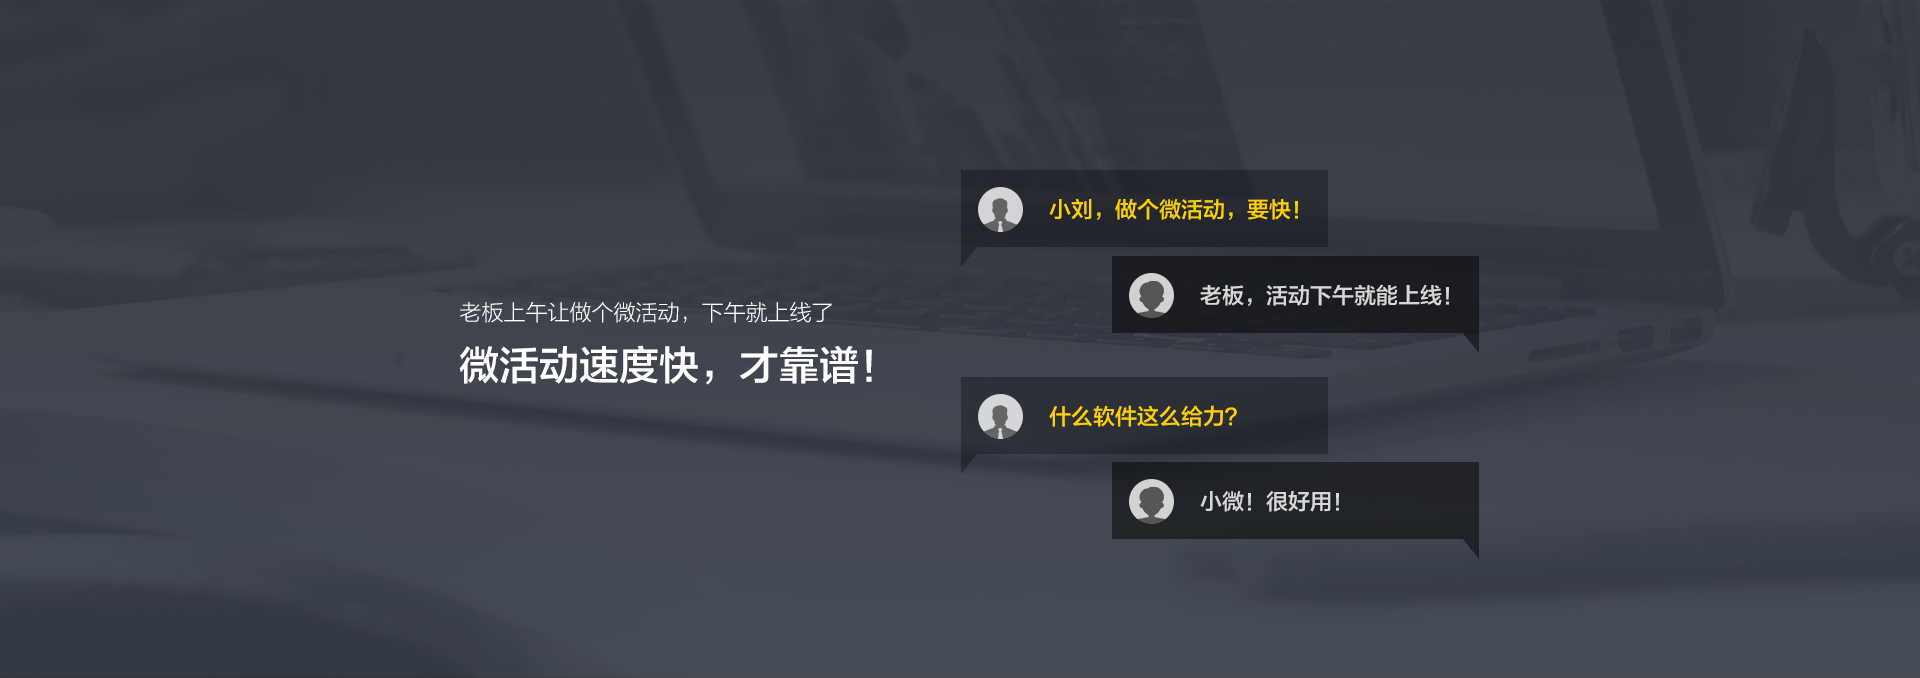 老板上午让做个微活动，下午就上线了
微活动速度快，才靠谱！
小刘，做个微活动，要快！
老板，活动下午就能上线！
什么软件这么给力？
小微！很好用！